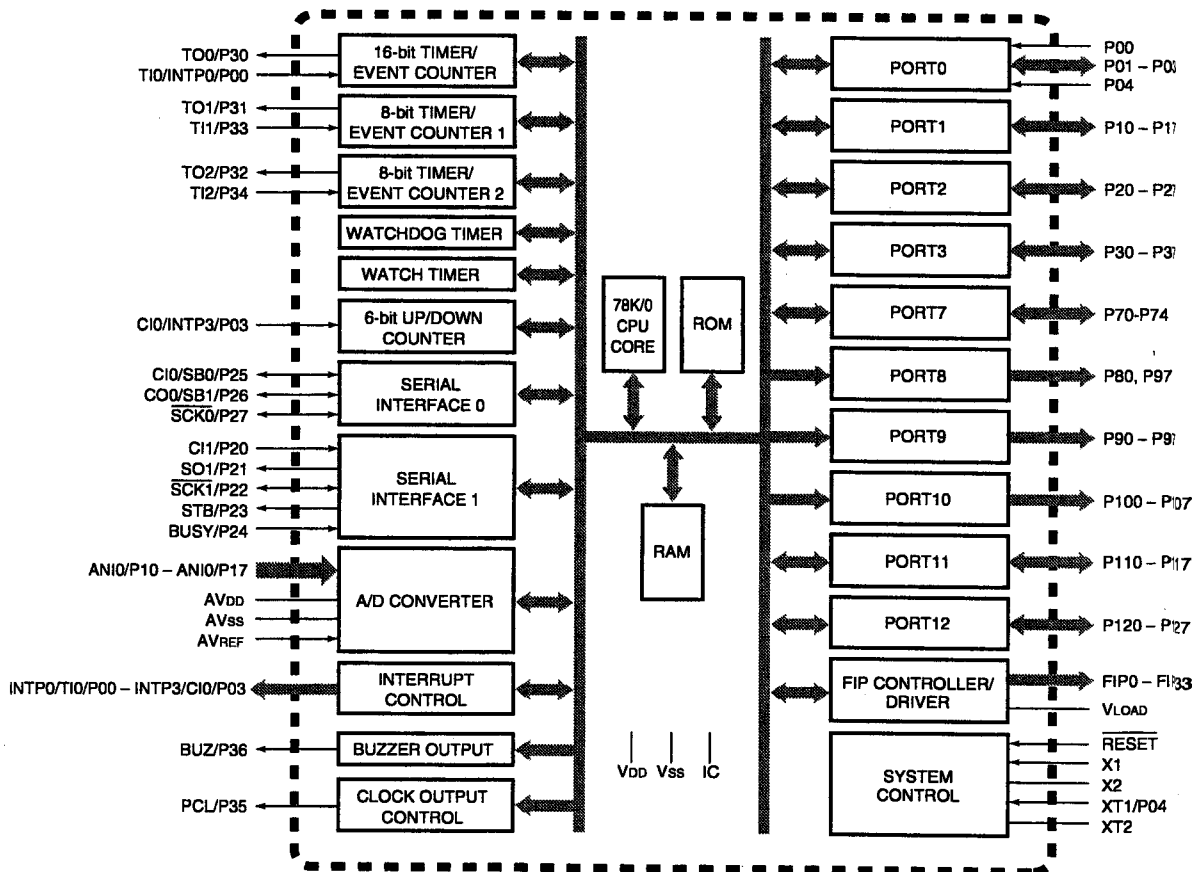 TO0/P30
TI0/INTP0/P00
16-bit TIMER/
EVENT COUNTER
TO1/P31
TI1/P33
8-bit TIMER/
EVENT COUNTER 1
TO2/P32
TI2/P34
8-bit TIMER/
EVENT COUNTER 2
WATCHDOG TIMER
WATCH TIMER
CI0/INTP3/P03
6-bit UP/DOWN
COUNTER
CI0/SB0/P25
CO0/SB1/P26
SCK0/P27
SERIAL
INTERFACE 0
CI1/P20
SO1/P21
SCK1/P22
STB/P23
BUSY/P24
SERIAL
INTERFACE 1
ANI0/P10 – ANI0/P17
AVDD
AVSS
AVREF
A/D CONVERTER
INTP0/TI0/P00 – INTP3/CI0/P03
INTERRUPT
CONTROL
BUZ/P36
BUZZER OUTPUT
PCL/P35
CLOCK OUTPUT
CONTROL
78K/0
CPU
CORE
ROM
RAM
VDD VSS IC
PORT0
P00
P01 – P03
P04
PORT1
P10 – P17
PORT2
P20 – P27
PORT3
P30 – P37
PORT7
P70-P74
PORT8
P80, P97
PORT9
P90 – P97
PORT10
P100 – P107
PORT11
P110 – P117
PORT12
P120 – P127
FIP CONTROLLER/
DRIVER
FIP0 – FIP33
VLOAD
SYSTEM
CONTROL
RESET
X1
X2
XT1/P04
XT2